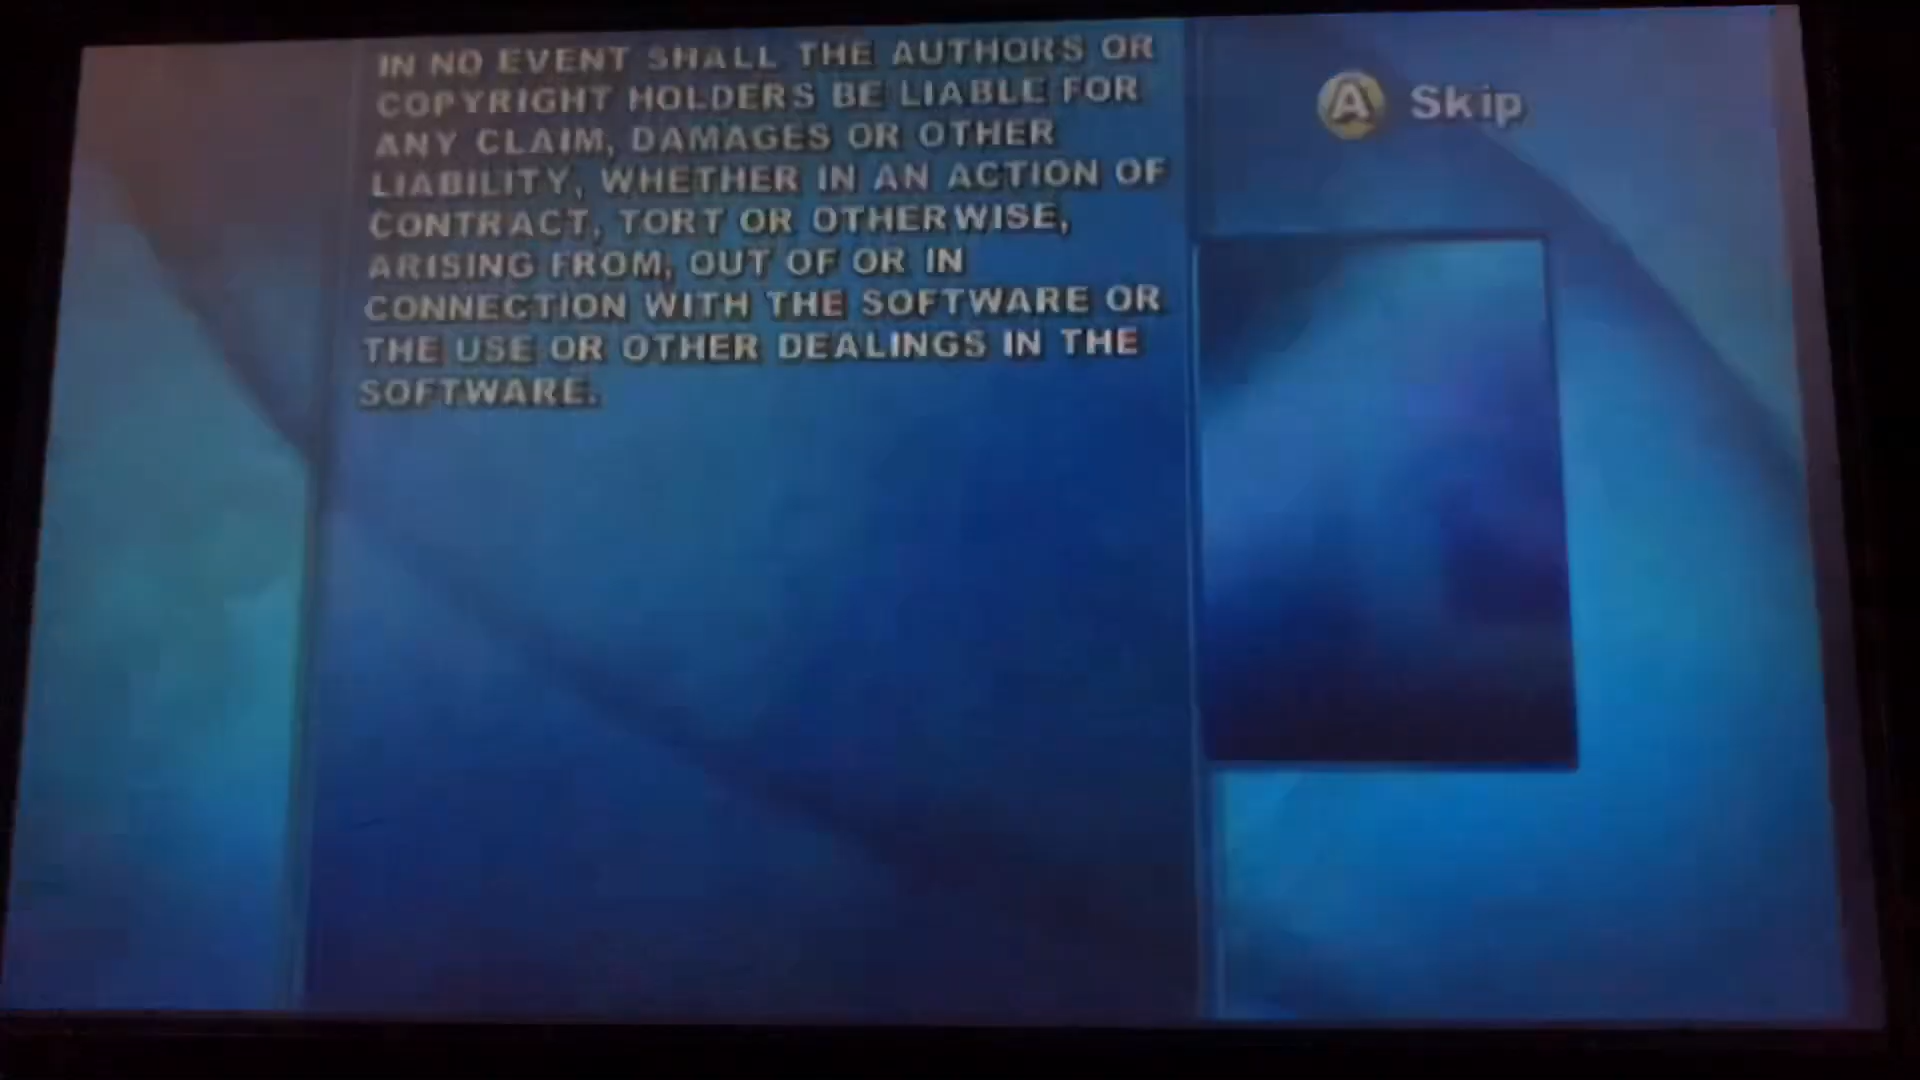 IN NO EVENT SHALL THE AUTHORS OR
COPYRIGHT HOLDERS BE LIABLE FOR
ANY CLAIM, DAMAGES OR OTHER
LIABILITY, WHETHER IN AN ACTION OF
CONTRACT, TORT OR OTHERWISE,
ARISING FROM, OUT OF OR IN
CONNECTION WITH THE SOFTWARE OR
THE USE OR OTHER DEALINGS IN THE
SOFTWARE.
A Skip